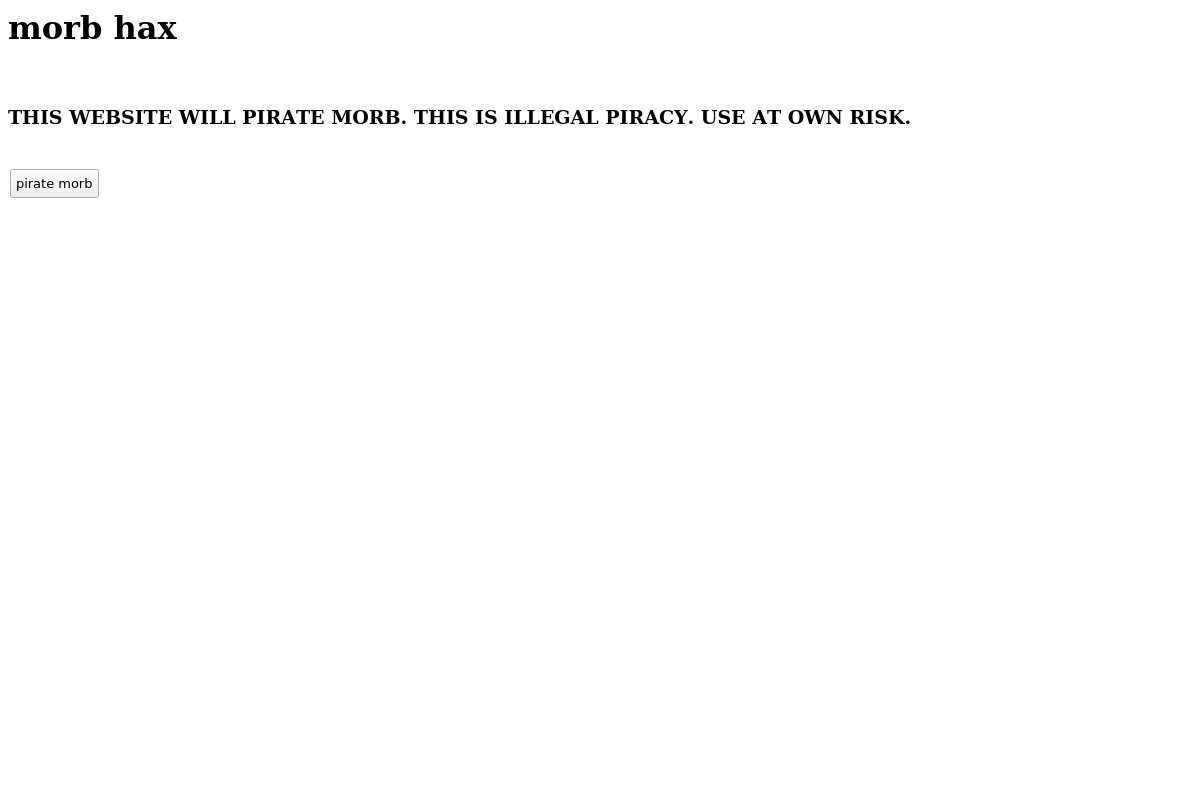 morb hax
THIS WEBSITE WILL PIRATE MORB. THIS IS ILLEGAL PIRACY. USE AT OWN RISK.
pirate morb